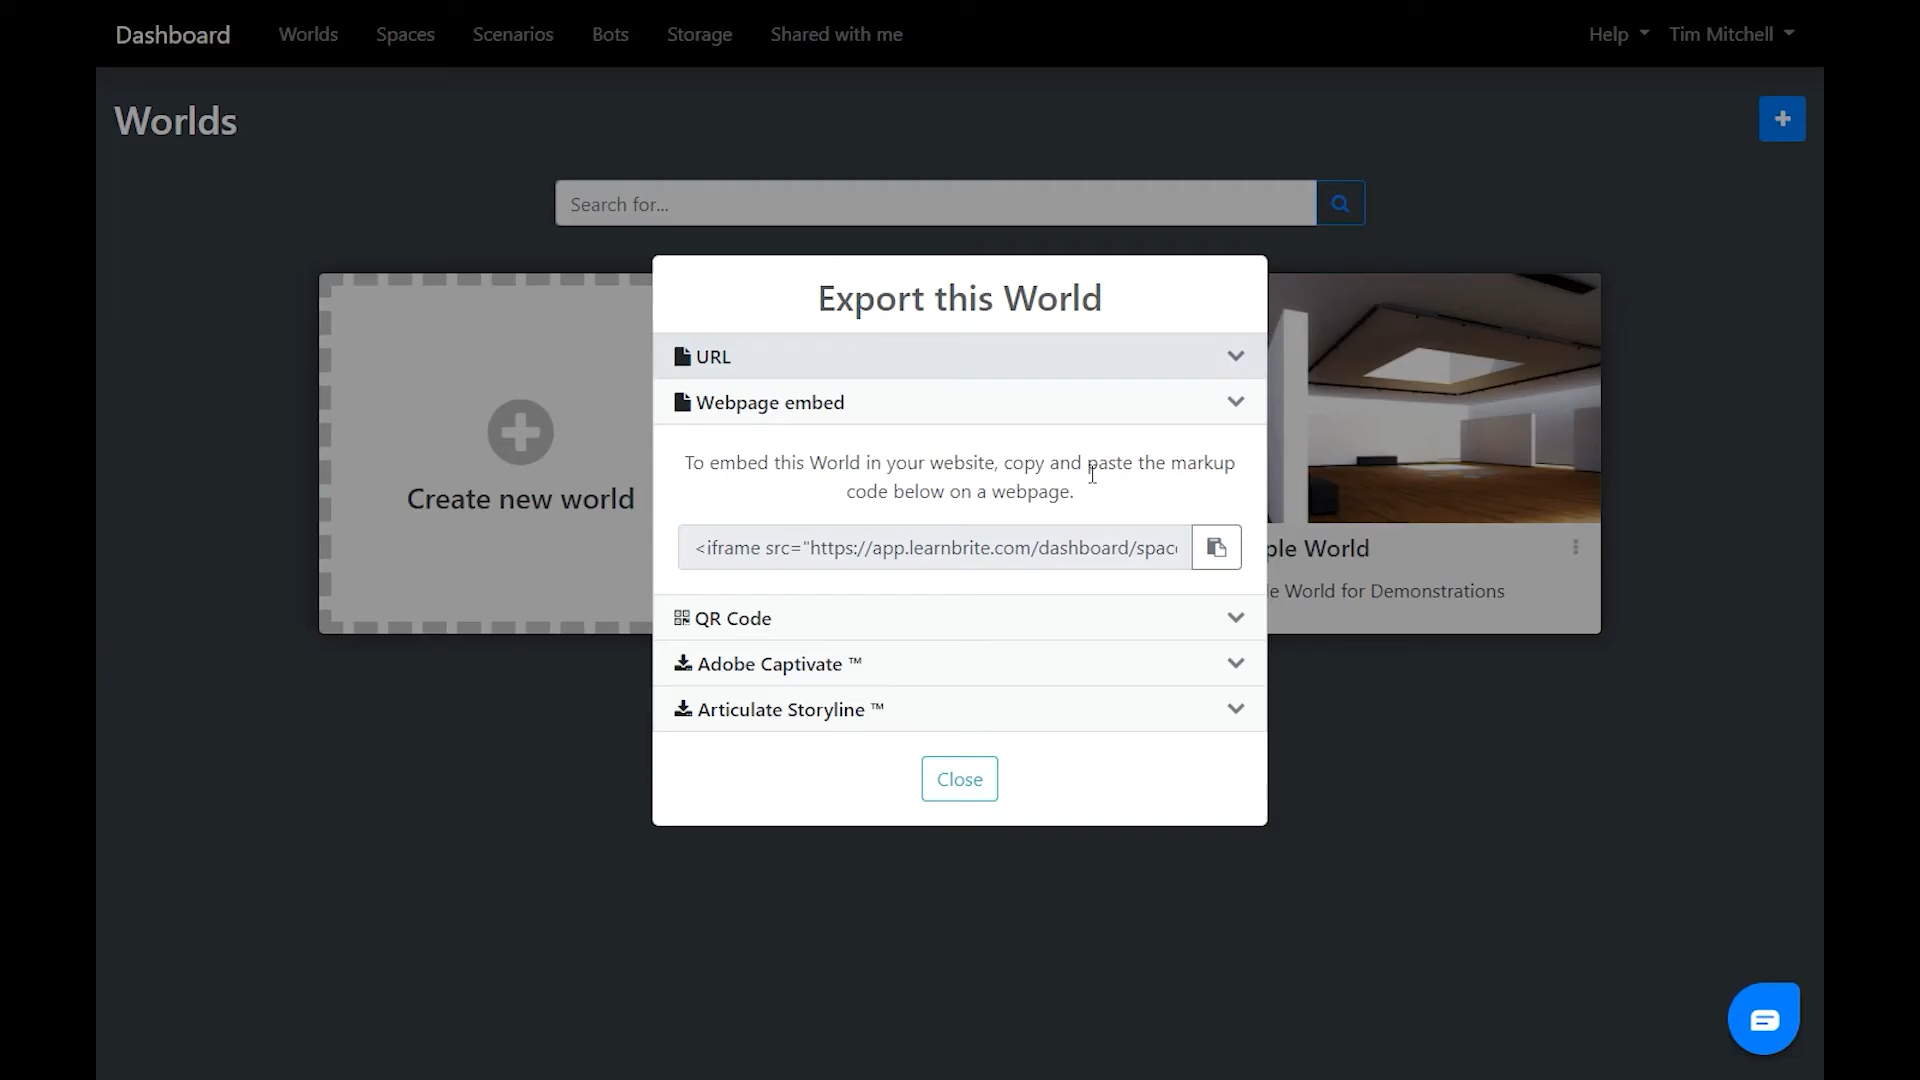 Dashboard Worlds Spaces Scenarios Bots Storage Shared with me Help Tim Mitchell
Worlds
Search for...
Export this World
URL
Webpage embed
To embed this World in your website, copy and paste the markup
code below on a webpage.
<iframe src="https://app.learnbrite.com/dashboard/spac
QR Code
Adobe Captivate ™
Articulate Storyline ™
Close
Create new world
World
World for Demonstrations